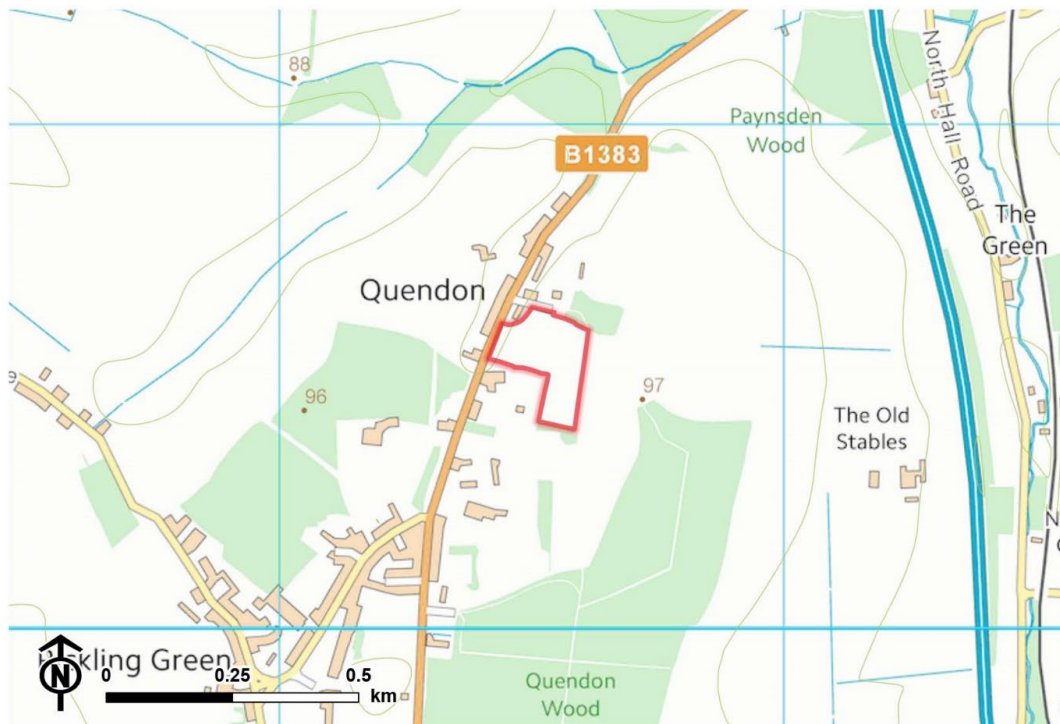 88
Paynsden
Wood
North Hall Road
B1383
The
Green
Quendon
96
97
The Old
Stables
Green
N
0
0.25
0.5
km
Quendon
Wood